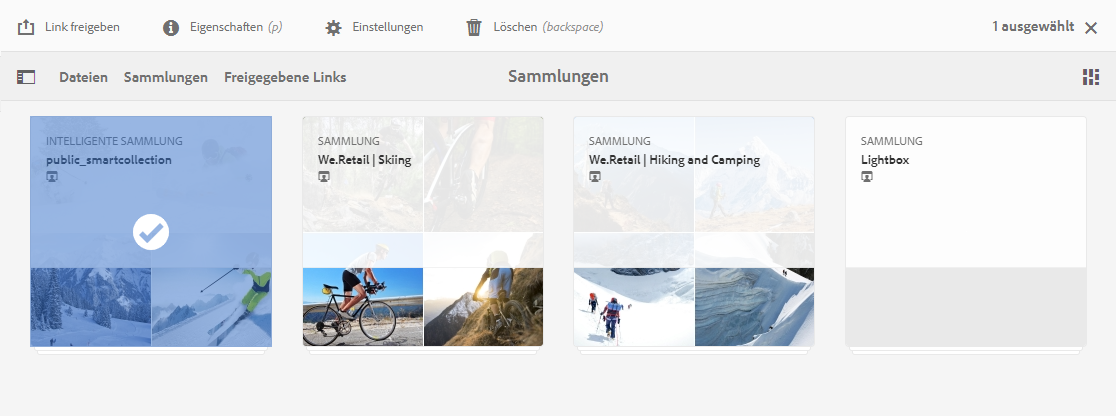 Link freigeben
Eigenschaften (p)
Einstellungen
Löschen (backspace)
1 ausgewählt
Dateien
Sammlungen
Freigegebene Links
Sammlungen
INTELLIGENTE SAMMLUNG
public_smartcollection
SAMMLUNG
We.Retail | Skiing
SAMMLUNG
We.Retail | Hiking and Camping
SAMMLUNG
Lightbox